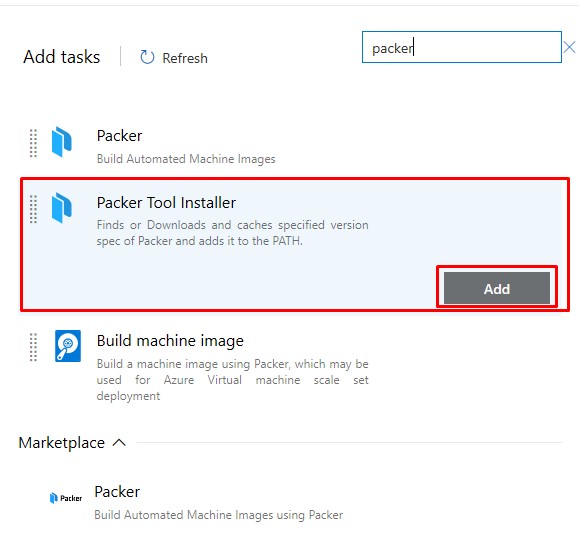 Add tasks
Refresh
packer
Packer
Build Automated Machine Images
Packer Tool Installer
Finds or Downloads and caches specified version
spec of Packer and adds it to the PATH.
Add
Build machine image
Build a machine image using Packer, which may be
used for Azure Virtual machine scale set
deployment
Marketplace
Packer
Packer
Build Automated Machine Images using Packer